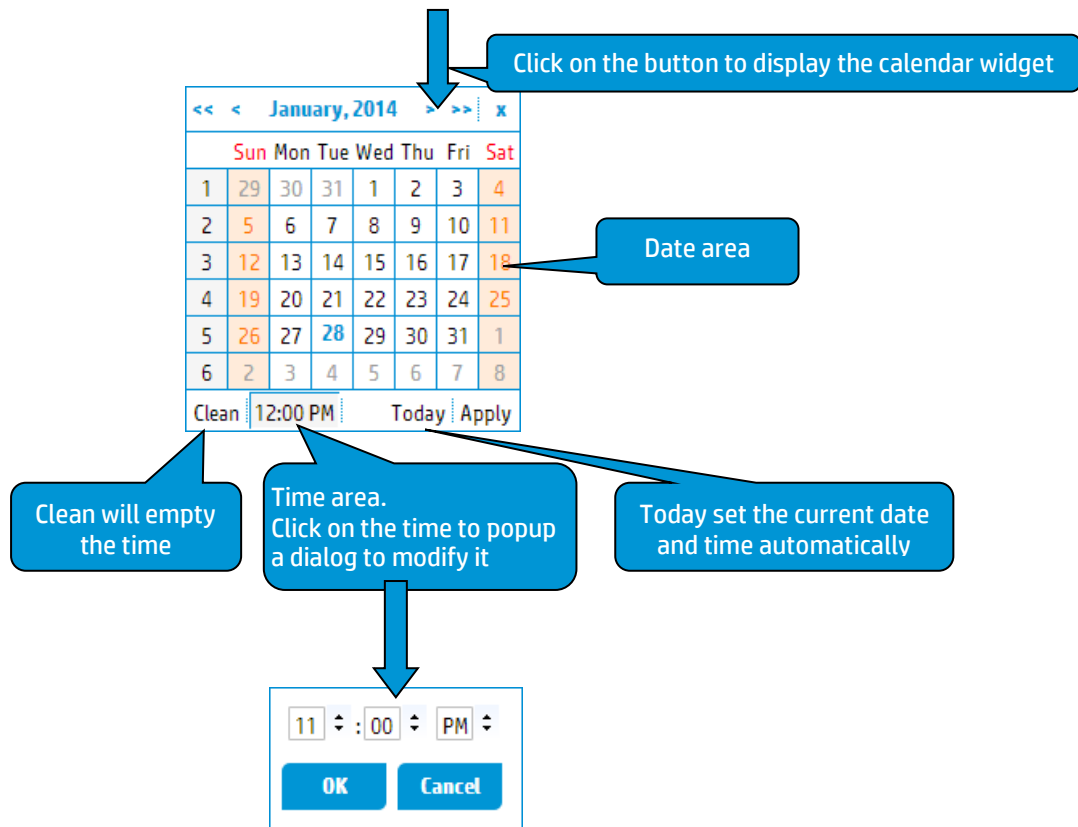 Click on the button to display the calendar widget
<< < January, 2014 > >> x
Sun Mon Tue Wed Thu Fri Sat
1 29 30 31 1 2 3 4
2 5 6 7 8 9 10 11
3 12 13 14 15 16 17 18
4 19 20 21 22 23 24 25
5 26 27 28 29 30 31 1
6 2 3 4 5 6 7 8
Date area
Clean 12:00 PM Today Apply
Clean will empty
the time
Time area.
Click on the time to popup
a dialog to modify it
Today set the current date
and time automatically
11 : 00 PM
OK Cancel